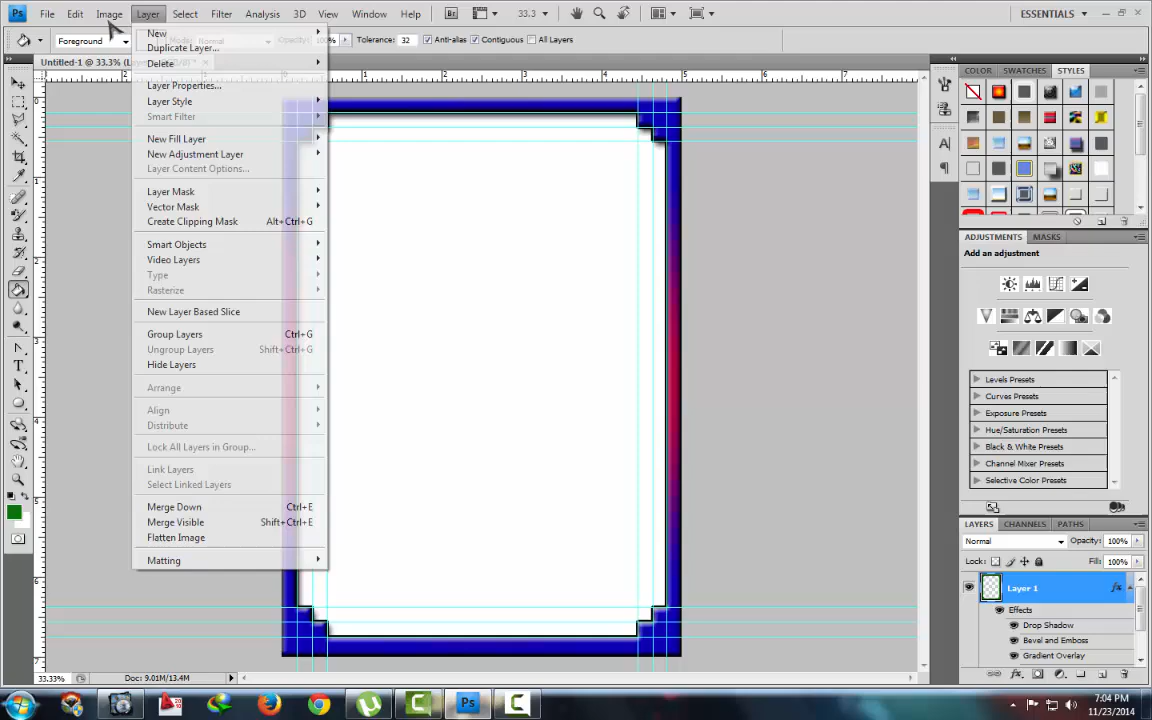 Ps File Edit Image Layer Select Filter Analysis 3D View Window Help Br 33.3 ESSENTIALS
Foreground Opacity: 100% Tolerance: 32 Anti-alias Contiguous All Layers
Untitled-1 @ 33.3%
New
Duplicate Layer...
Delete
Layer Properties...
Layer Style
Smart Filter
New Fill Layer
New Adjustment Layer
Layer Content Options...
Layer Mask
Vector Mask
Create Clipping Mask Alt+Ctrl+G
Smart Objects
Video Layers
Type
Rasterize
New Layer Based Slice
Group Layers Ctrl+G
Ungroup Layers Shift+Ctrl+G
Hide Layers
Arrange
Align
Distribute
Lock All Layers in Group...
Link Layers
Select Linked Layers
Merge Down Ctrl+E
Merge Visible Shift+Ctrl+E
Flatten Image
Matting
COLOR SWATCHES STYLES
ADJUSTMENTS MASKS
Add an adjustment
Levels Presets
Curves Presets
Exposure Presets
Hue/Saturation Presets
Black & White Presets
Channel Mixer Presets
Selective Color Presets
LAYERS CHANNELS PATHS
Normal Opacity: 100%
Lock: Fill: 100%
Layer 1 fx
Effects
Drop Shadow
Bevel and Emboss
Gradient Overlay
33.33% Doc: 9.01M/13.4M
7:04 PM
11/23/2014